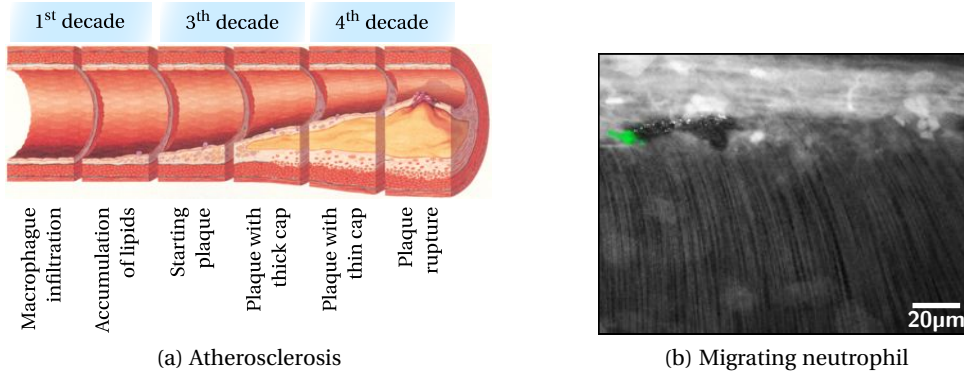 1st decade
3th decade
4th decade
Macrophague
infiltration
Accumulation
of lipids
Starting
plaque
Plaque with
thick cap
Plaque with
thin cap
Plaque
rupture
20µm
(a) Atherosclerosis
(b) Migrating neutrophil